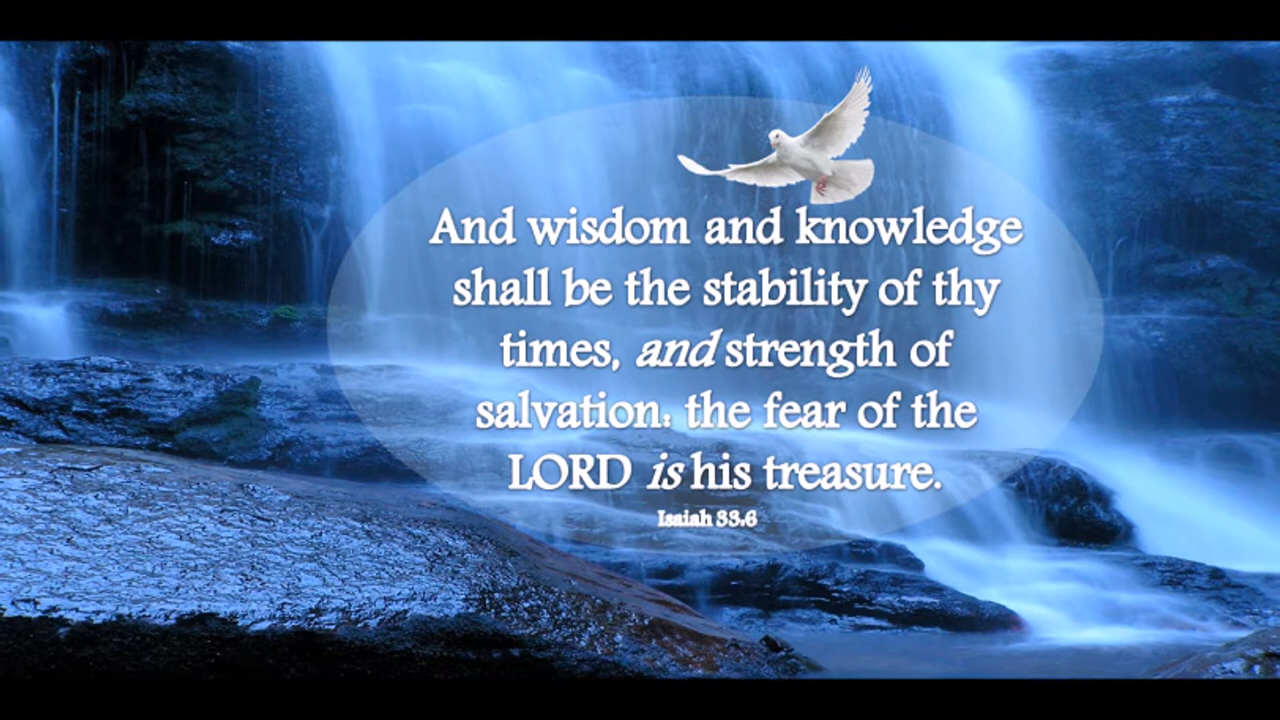 And wisdom and knowledge
shall be the stability of thy
times, and strength of
salvation: the fear of the
LORD is his treasure.
Isaiah 33.6